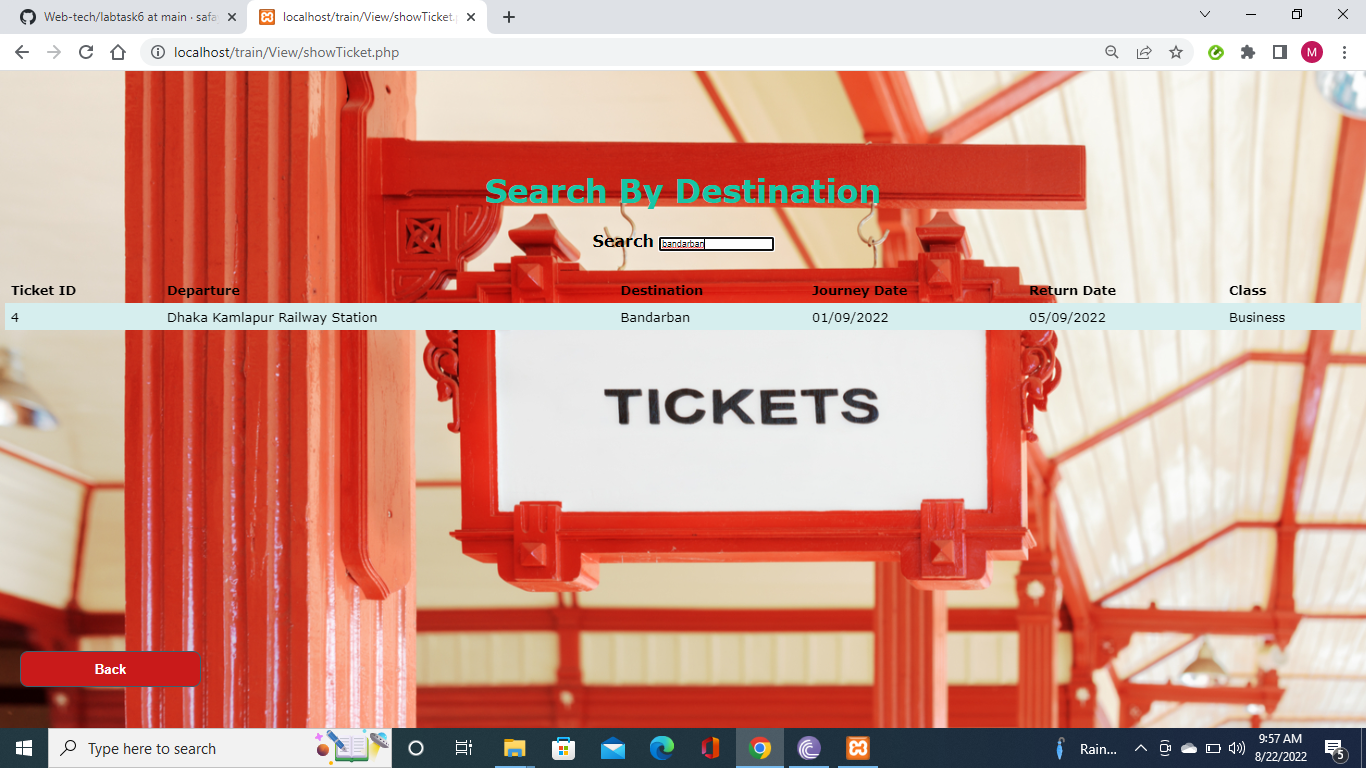 Web-tech/labtask6 at main · safa
localhost/train/View/showTicket.p
localhost/train/View/showTicket.php
M
Search By Destination
Search bandarban
Ticket ID Departure Destination Journey Date Return Date Class
4 Dhaka Kamlapur Railway Station Bandarban 01/09/2022 05/09/2022 Business
TICKETS
Back
Type here to search
Rain...
9:57 AM
8/22/2022
5